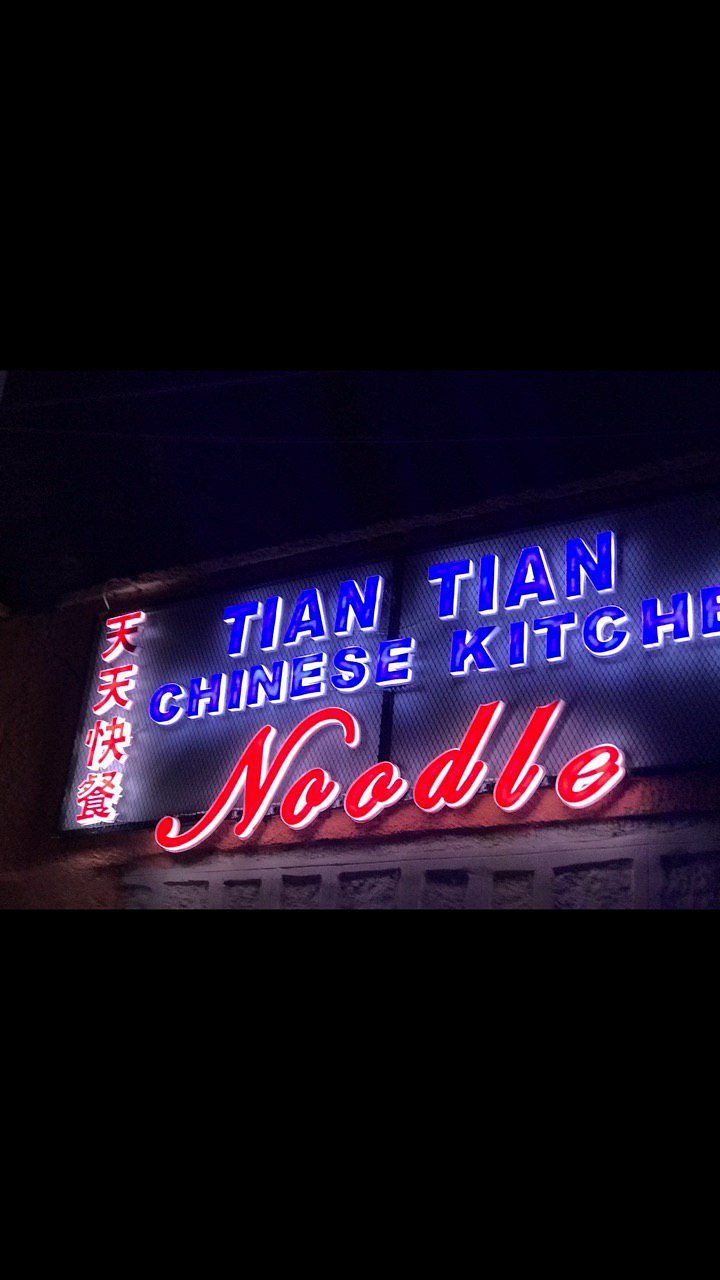 天天快餐
TIAN TIAN
CHINESE KITCHE
Noodle